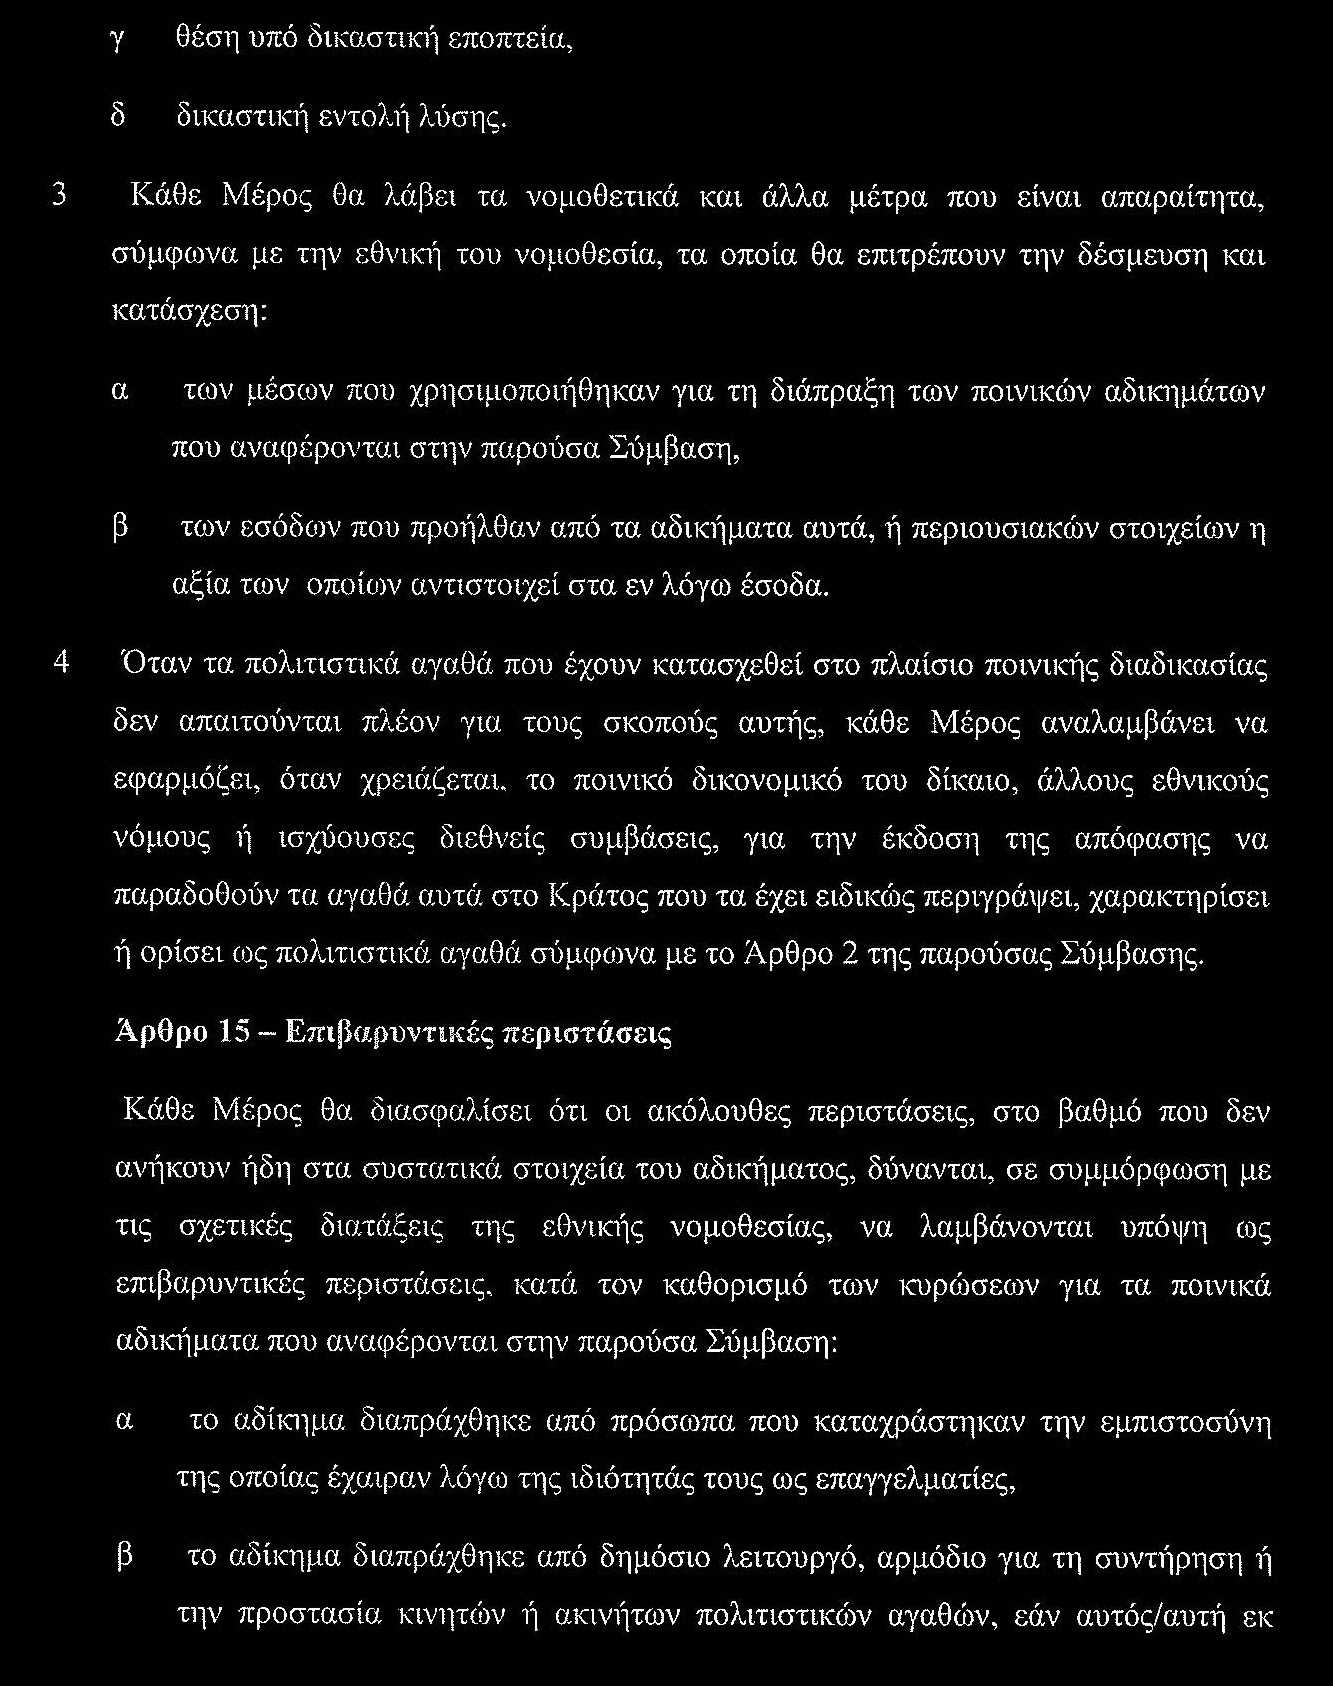 γ θέση υπό δικαστική εποπτεία,
δ δικαστική εντολή λύσης.
3 Κάθε Μέρος θα λάβει τα νομοθετικά και άλλα μέτρα που είναι απαραίτητα,
σύμφωνα με την εθνική του νομοθεσία, τα οποία θα επιτρέπουν την δέσμευση και
κατάσχεση:
α των μέσων που χρησιμοποιήθηκαν για τη διάπραξη των ποινικών αδικημάτων
που αναφέρονται στην παρούσα Σύμβαση,
β των εσόδων που προήλθαν από τα αδικήματα αυτά, ή περιουσιακών στοιχείων η
αξία των οποίων αντιστοιχεί στα εν λόγω έσοδα.
4 Όταν τα πολιτιστικά αγαθά που έχουν κατασχεθεί στο πλαίσιο ποινικής διαδικασίας
δεν απαιτούνται πλέον για τους σκοπούς αυτής, κάθε Μέρος αναλαμβάνει να
εφαρμόζει, όταν χρειάζεται, το ποινικό δικονομικό του δίκαιο, άλλους εθνικούς
νόμους ή ισχύουσες διεθνείς συμβάσεις, για την έκδοση της απόφασης να
παραδοθούν τα αγαθά αυτά στο Κράτος που τα έχει ειδικώς περιγράψει, χαρακτηρίσει
ή ορίσει ως πολιτιστικά αγαθά σύμφωνα με το Άρθρο 2 της παρούσας Σύμβασης.
Άρθρο 15 – Επιβαρυντικές περιστάσεις
Κάθε Μέρος θα διασφαλίσει ότι οι ακόλουθες περιστάσεις, στο βαθμό που δεν
ανήκουν ήδη στα συστατικά στοιχεία του αδικήματος, δύνανται, σε συμμόρφωση με
τις σχετικές διατάξεις της εθνικής νομοθεσίας, να λαμβάνονται υπόψη ως
επιβαρυντικές περιστάσεις, κατά τον καθορισμό των κυρώσεων για τα ποινικά
αδικήματα που αναφέρονται στην παρούσα Σύμβαση:
α το αδίκημα διαπράχθηκε από πρόσωπα που καταχράστηκαν την εμπιστοσύνη
της οποίας έχαιραν λόγω της ιδιότητάς τους ως επαγγελματίες,
β το αδίκημα διαπράχθηκε από δημόσιο λειτουργό, αρμόδιο για τη συντήρηση ή
την προστασία κινητών ή ακινήτων πολιτιστικών αγαθών, εάν αυτός/αυτή εκ